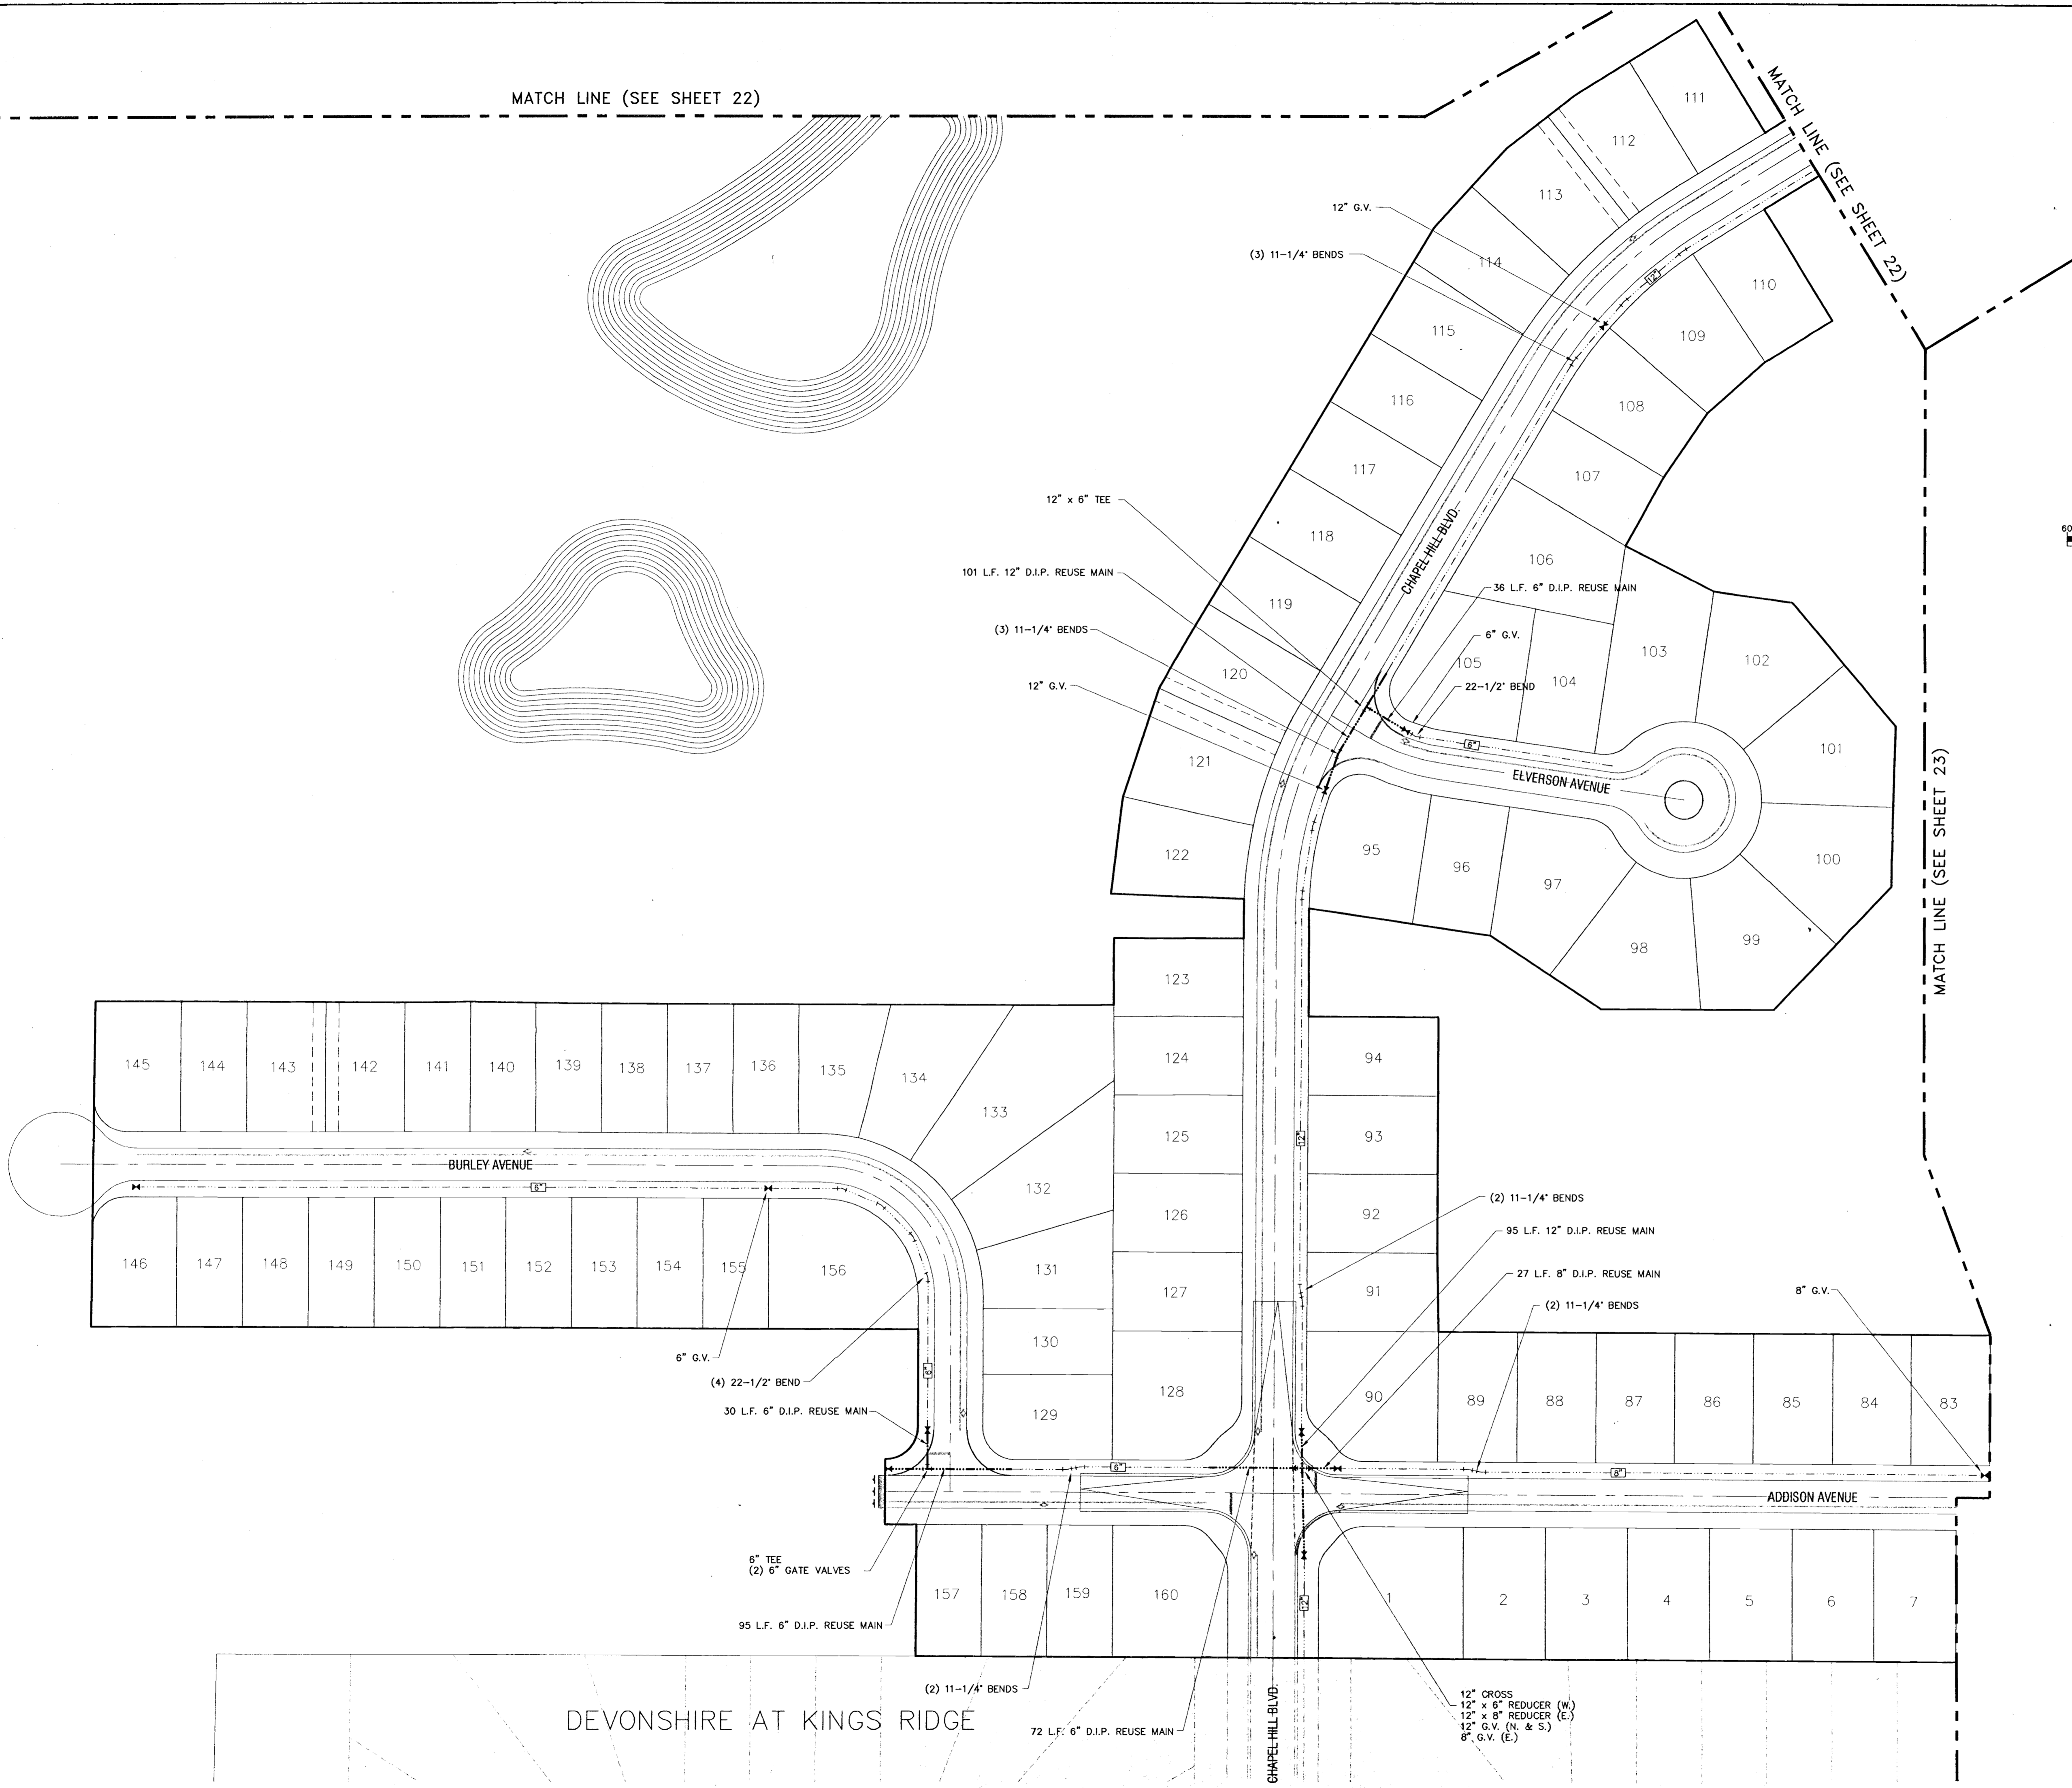 MATCH LINE (SEE SHEET 22)
MATCH LINE (SEE SHEET 22)
111
112
113
12" G.V.
(3) 11-1/4° BENDS
114
12"
110
115
109
116
108
117
107
12" x 6" TEE
118
CHAPEL HILL BLVD.
106
60
101 L.F. 12" D.I.P. REUSE MAIN
36 L.F. 6" D.I.P. REUSE MAIN
119
(3) 11-1/4° BENDS
6" G.V.
105
103
102
120
12" G.V.
22-1/2° BEND
104
6"
101
121
ELVERSON AVENUE
MATCH LINE (SEE SHEET 23)
122
95
96
97
100
98
99
123
145
144
143
142
141
140
139
138
137
136
135
134
133
124
94
125
12"
93
BURLEY AVENUE
6"
132
126
92
(2) 11-1/4° BENDS
95 L.F. 12" D.I.P. REUSE MAIN
146
147
148
149
150
151
152
153
154
155
156
131
127
91
27 L.F. 8" D.I.P. REUSE MAIN
8" G.V.
(2) 11-1/4° BENDS
6" G.V.
130
(4) 22-1/2° BEND
6"
128
90
89
88
87
86
85
84
83
30 L.F. 6" D.I.P. REUSE MAIN
129
6"
8"
ADDISON AVENUE
6" TEE
(2) 6" GATE VALVES
157
158
159
160
12"
1
2
3
4
5
6
7
95 L.F. 6" D.I.P. REUSE MAIN
(2) 11-1/4° BENDS
DEVONSHIRE AT KINGS RIDGE
72 L.F. 6" D.I.P. REUSE MAIN
CHAPEL HILL BLVD.
12" CROSS
12" x 6" REDUCER (W.)
12" x 8" REDUCER (E.)
12" G.V. (N. & S.)
8" G.V. (E.)